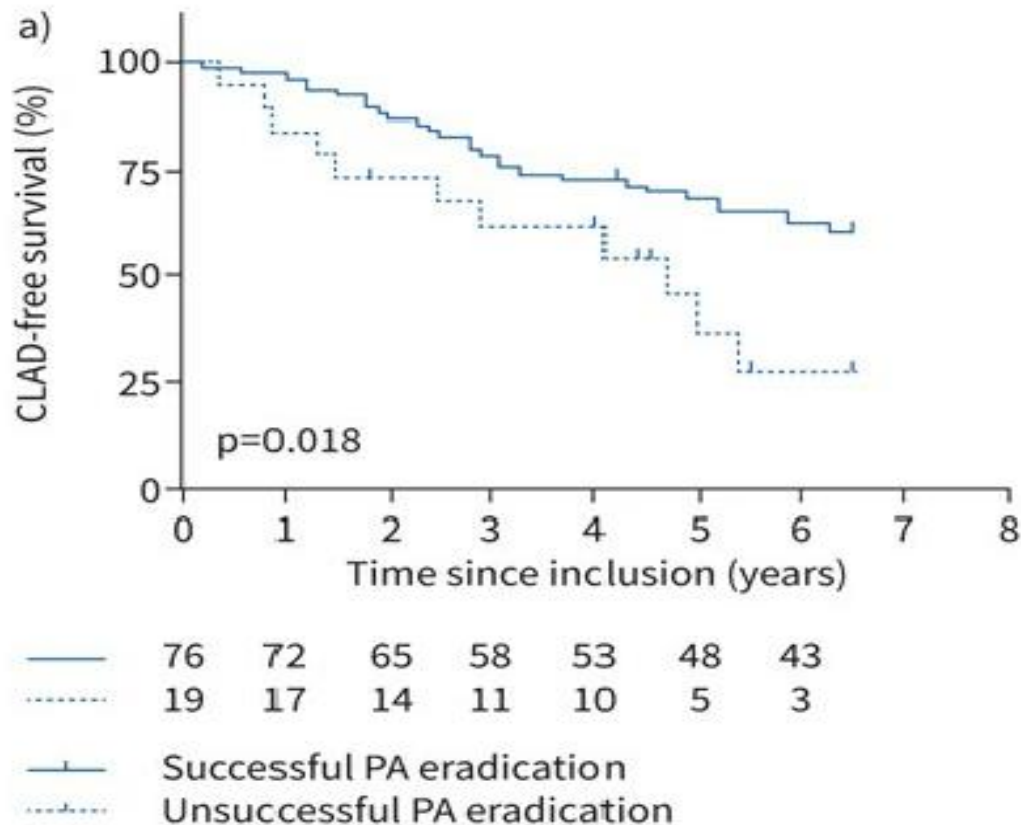 a)
CLAD-free survival (%)
100
75
50
25
0
p=0.018
0 1 2 3 4 5 6 7 8
Time since inclusion (years)
76 72 65 58 53 48 43
19 17 14 11 10 5 3
Successful PA eradication
Unsuccessful PA eradication